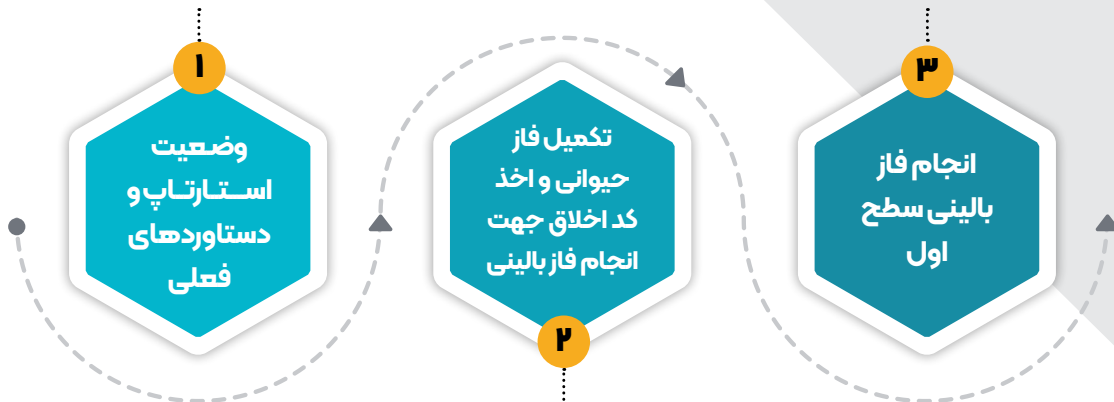 ۱
وضعیت
استارتاپ و
دستاوردهای
فعلی
تکمیل فاز
حیوانی و اخذ
کد اخلاق جهت
انجام فاز بالینی
۲
۳
انجام فاز
بالینی سطح
اول